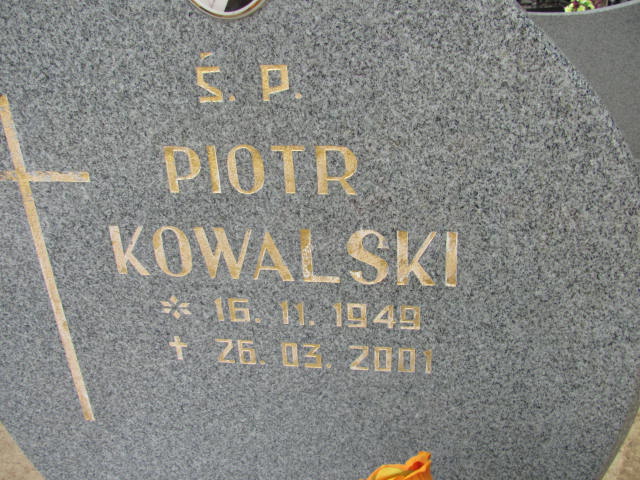 Ś. P.
PIOTR
KOWALSKI
* 16. 11. 1949
† 26. 03. 2001